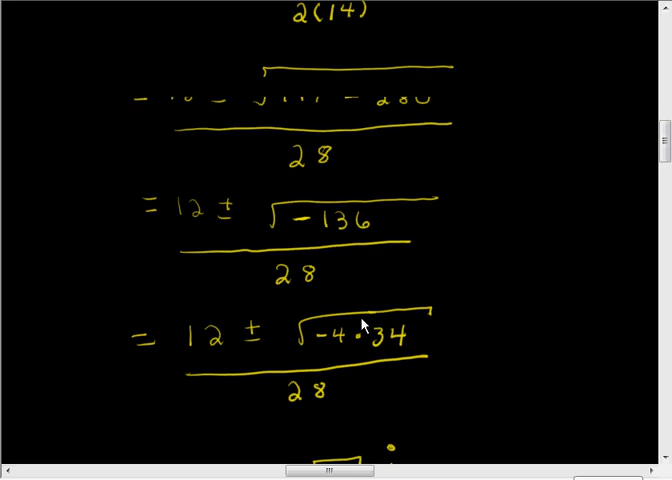 2(14)
28
= 12 ± √-136
28
= 12 ± √-4·34
28
i